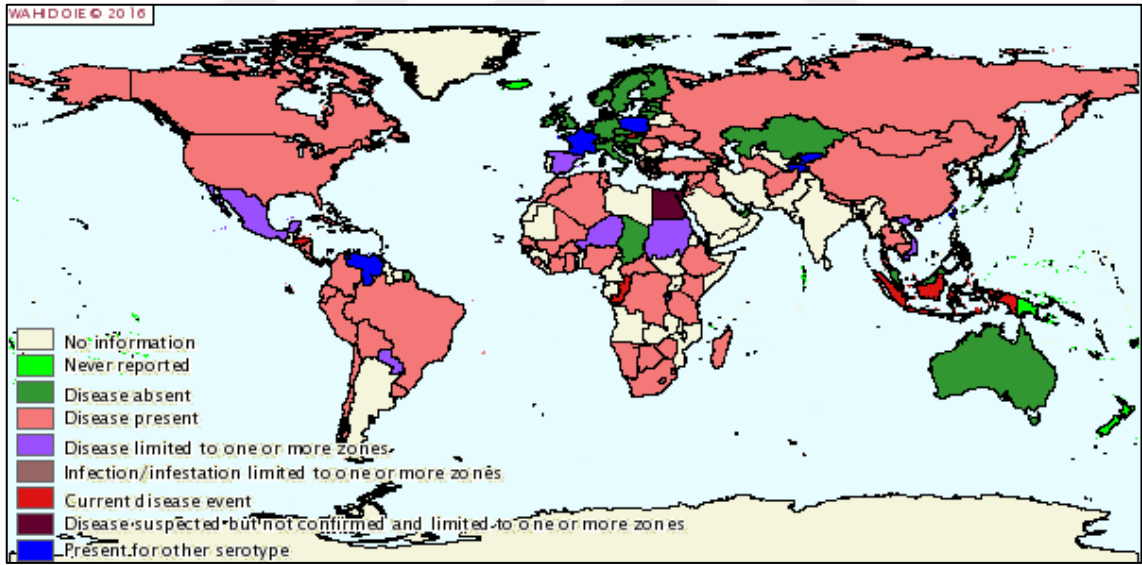 WAHIDOIE © 2016
No information
Never reported
Disease absent
Disease present
Disease limited to one or more zones
Infection/infestation limited to one or more zones
Current disease event
Disease suspected but not confirmed and limited to one or more zones
Present for other serotype